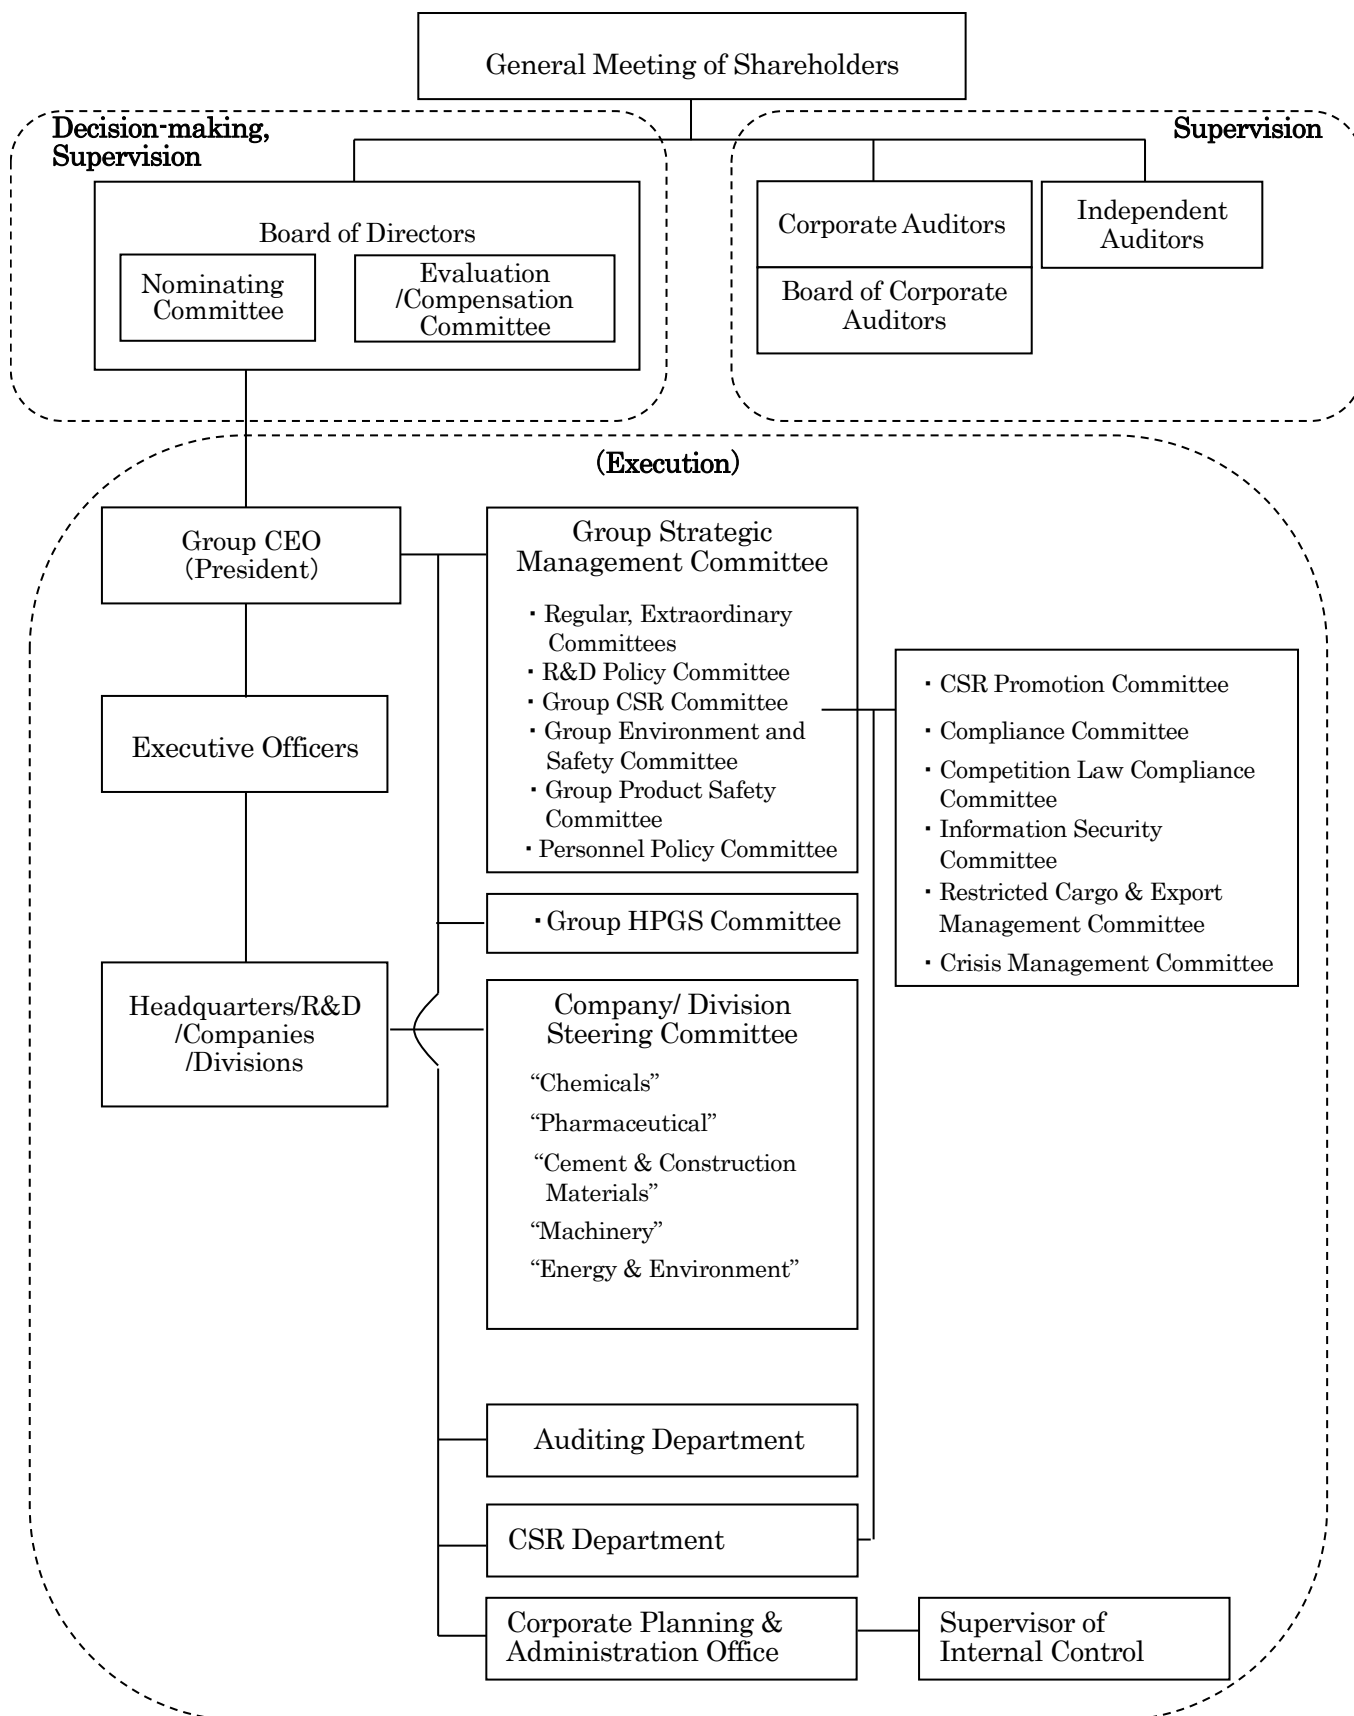 General Meeting of Shareholders
Decision-making,
Supervision
Supervision
Board of Directors
Nominating
Committee
Evaluation
/Compensation
Committee
Corporate Auditors
Board of Corporate
Auditors
Independent
Auditors
(Execution)
Group CEO
(President)
Executive Officers
Headquarters/R&D
/Companies
/Divisions
Group Strategic
Management Committee
・Regular, Extraordinary
Committees
・R&D Policy Committee
・Group CSR Committee
・Group Environment and
Safety Committee
・Group Product Safety
Committee
・Personnel Policy Committee
・Group HPGS Committee
Company/ Division
Steering Committee
“Chemicals”
“Pharmaceutical”
“Cement & Construction
Materials”
“Machinery”
“Energy & Environment”
Auditing Department
CSR Department
Corporate Planning &
Administration Office
・CSR Promotion Committee
・Compliance Committee
・Competition Law Compliance
Committee
・Information Security
Committee
・Restricted Cargo & Export
Management Committee
・Crisis Management Committee
Supervisor of
Internal Control